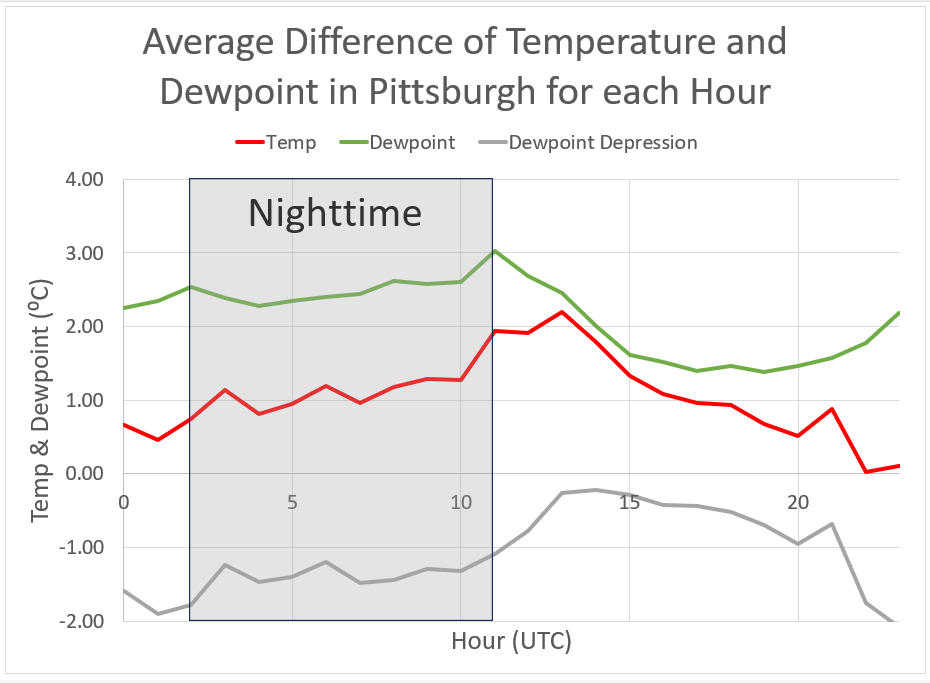 Average Difference of Temperature and
Dewpoint in Pittsburgh for each Hour
Temp Dewpoint Dewpoint Depression
Nighttime
4.00
3.00
2.00
1.00
0.00
-1.00
-2.00
Temp & Dewpoint (⁰C)
0 5 10 15 20
Hour (UTC)